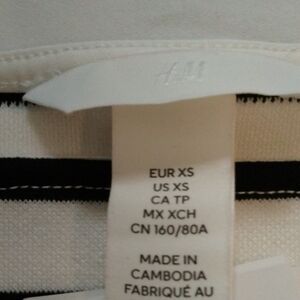 H&M
EUR XS
US XS
CA TP
MX XCH
CN 160/80A
MADE IN
CAMBODIA
FABRIQUÉ AU